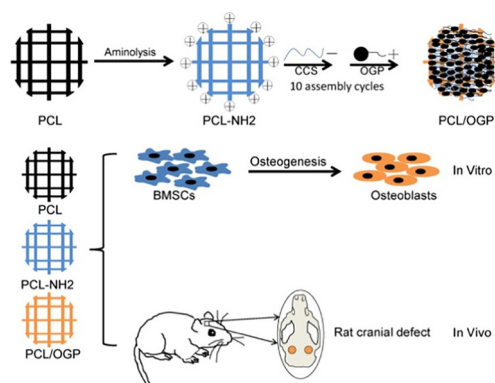 Aminolysis
CCS
OGP
10 assembly cycles
PCL
PCL-NH2
PCL/OGP
PCL
PCL-NH2
PCL/OGP
BMSCs
Osteogenesis
Osteoblasts
In Vitro
Rat cranial defect
In Vivo